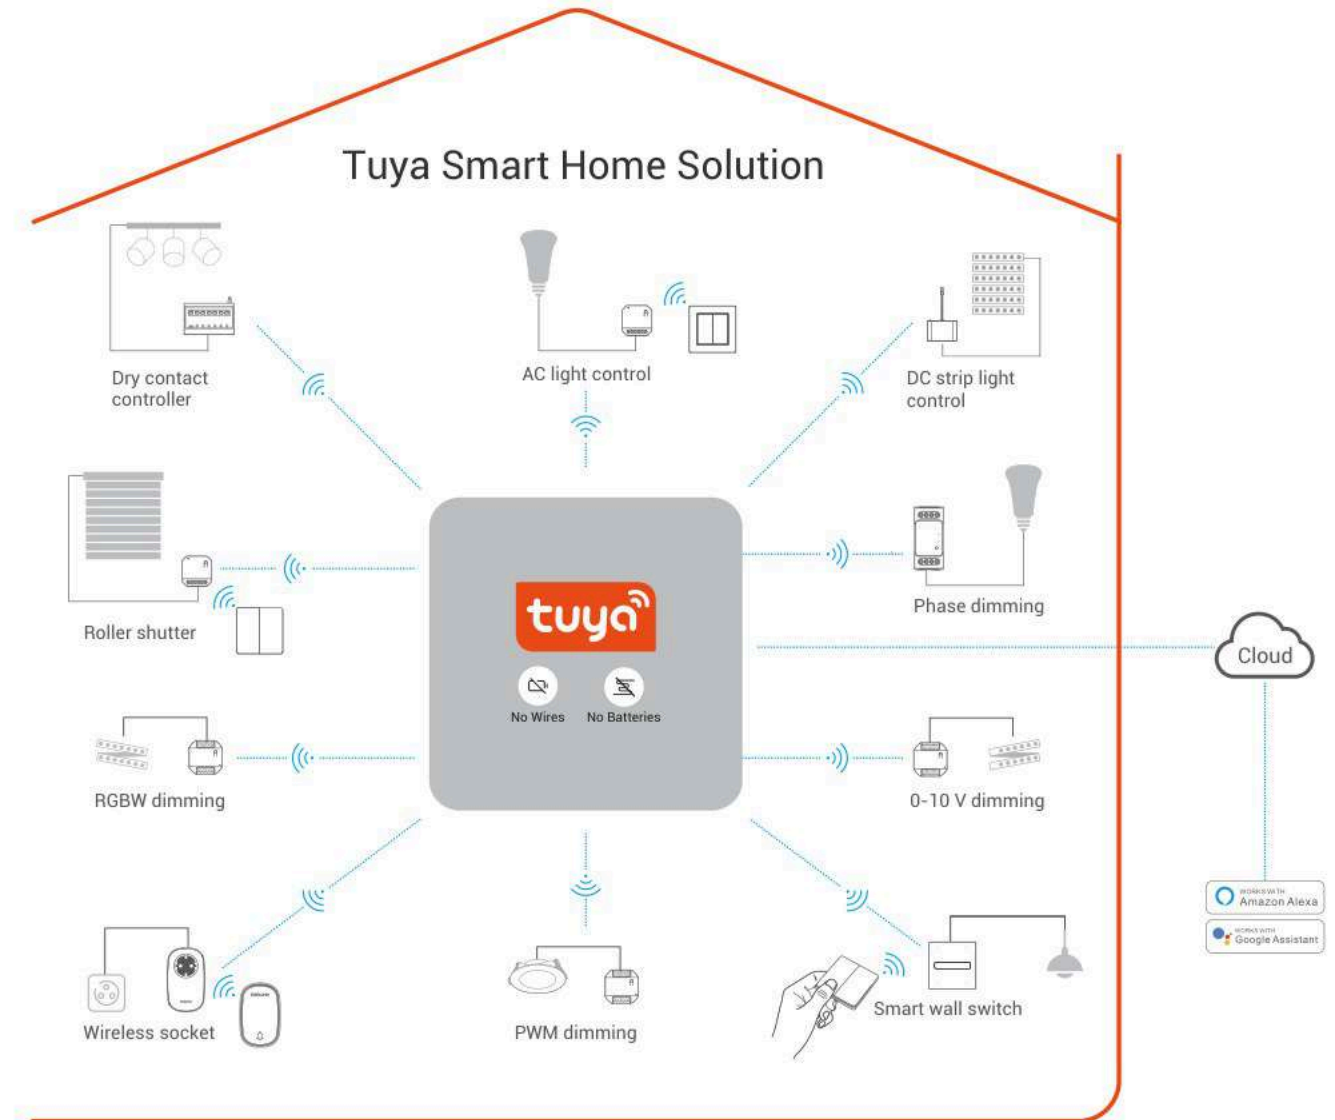 Tuya Smart Home Solution
Dry contact
controller
AC light control
DC strip light
control
Roller shutter
tuya
No Wires
No Batteries
Phase dimming
Cloud
RGBW dimming
0-10 V dimming
WORKS WITH
Amazon Alexa
WORKS WITH
Google Assistant
Wireless socket
PWM dimming
Smart wall switch